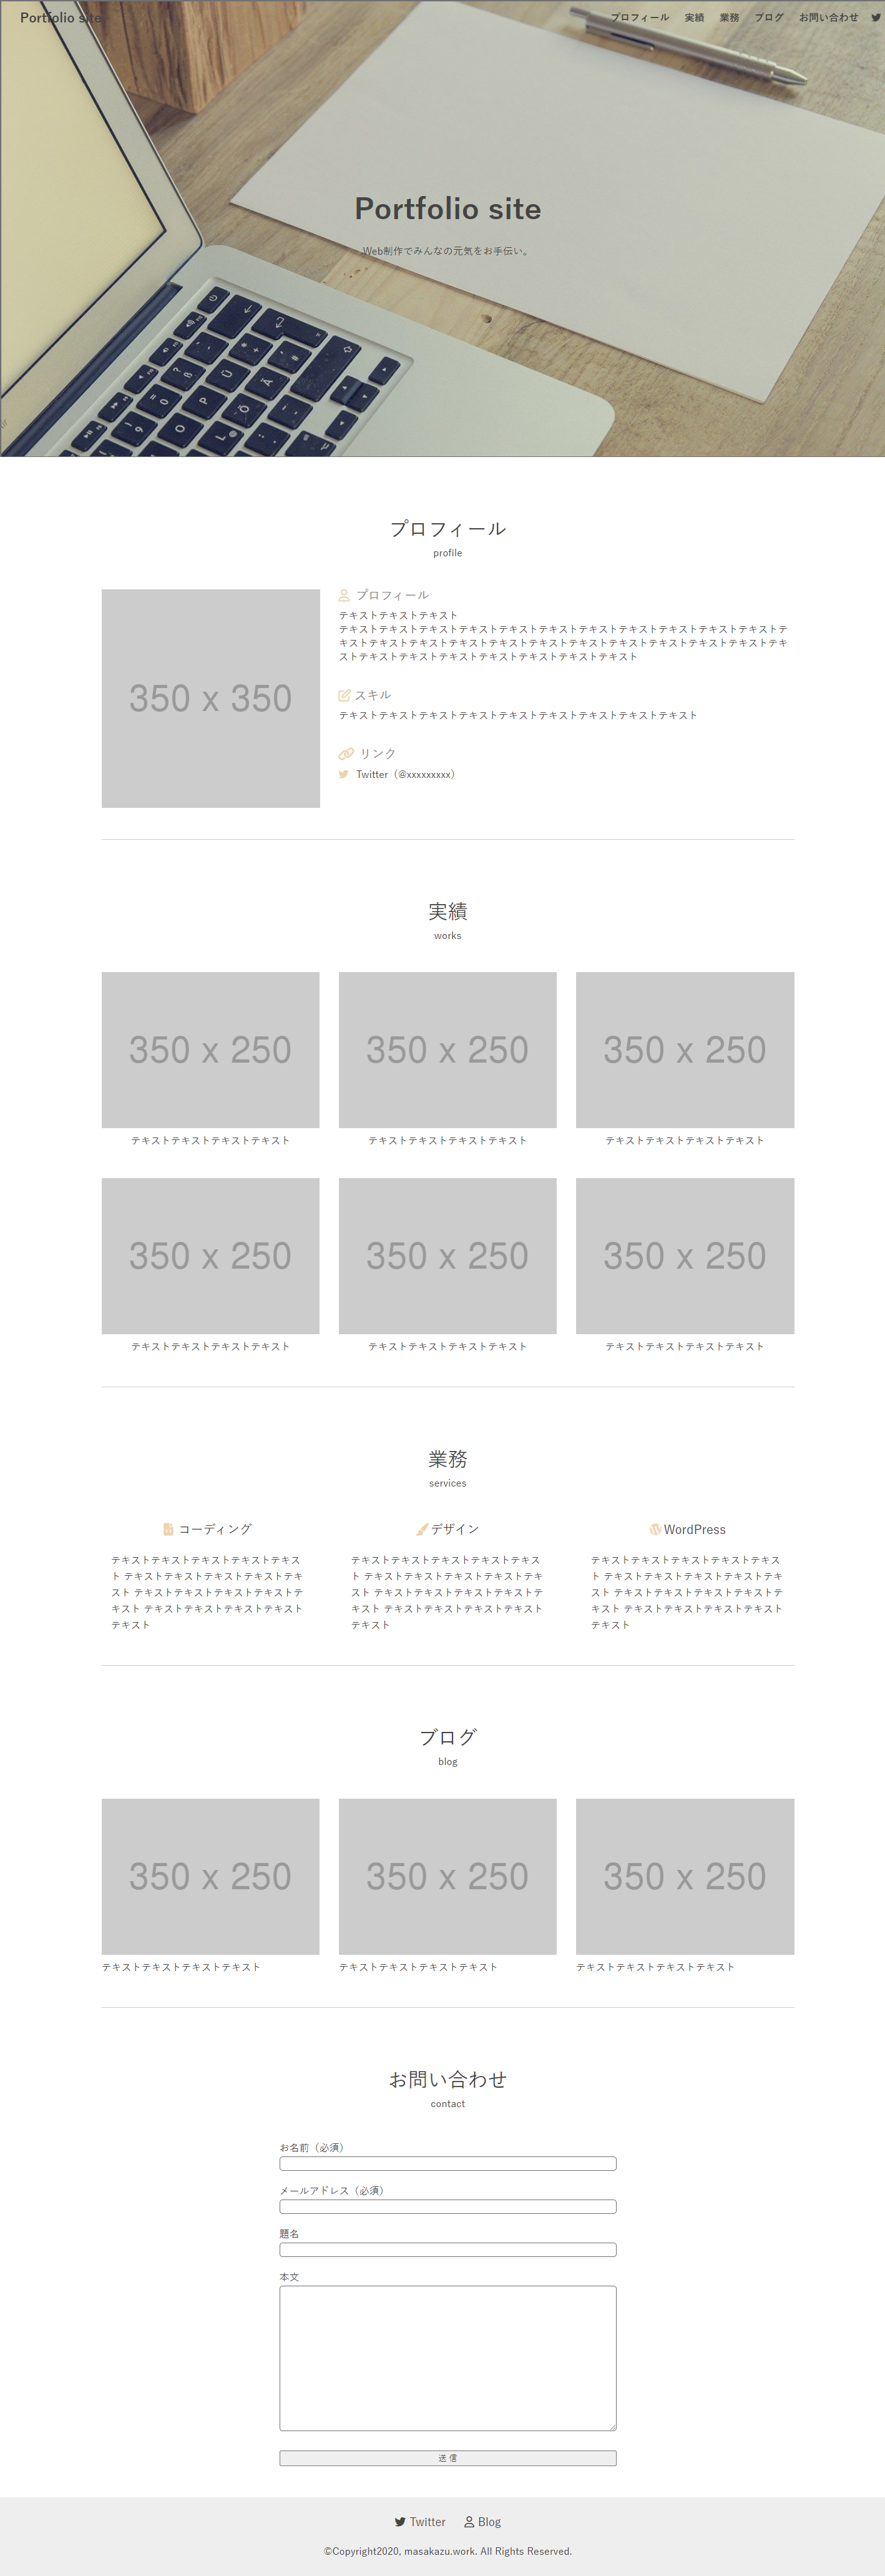 Portfolio site
プロフィール 実績 業務 ブログ お問い合わせ
Portfolio site
Web制作でみんなの元気をお手伝い。
プロフィール
profile
350 x 350
プロフィール
テキストテキストテキスト
テキストテキストテキストテキストテキストテキストテキストテキストテキストテキストテキストテ
キストテキストテキストテキストテキストテキストテキストテキストテキストテキストテキストテキ
ストテキストテキストテキストテキストテキストテキストテキスト
スキル
テキストテキストテキストテキストテキストテキストテキストテキストテキスト
リンク
Twitter（@xxxxxxxxx）
実績
works
350 x 250
350 x 250
350 x 250
テキストテキストテキストテキスト
テキストテキストテキストテキスト
テキストテキストテキストテキスト
350 x 250
350 x 250
350 x 250
テキストテキストテキストテキスト
テキストテキストテキストテキスト
テキストテキストテキストテキスト
業務
services
コーディング
テキストテキストテキストテキストテキス
ト テキストテキストテキストテキストテキ
スト テキストテキストテキストテキストテ
キスト テキストテキストテキストテキスト
テキスト
デザイン
テキストテキストテキストテキストテキス
ト テキストテキストテキストテキストテキ
スト テキストテキストテキストテキストテ
キスト テキストテキストテキストテキスト
テキスト
WordPress
テキストテキストテキストテキストテキス
ト テキストテキストテキストテキストテキ
スト テキストテキストテキストテキストテ
キスト テキストテキストテキストテキスト
テキスト
ブログ
blog
350 x 250
350 x 250
350 x 250
テキストテキストテキストテキスト
テキストテキストテキストテキスト
テキストテキストテキストテキスト
お問い合わせ
contact
お名前（必須）
メールアドレス（必須）
題名
本文
送信
Twitter Blog
©Copyright2020, masakazu.work. All Rights Reserved.